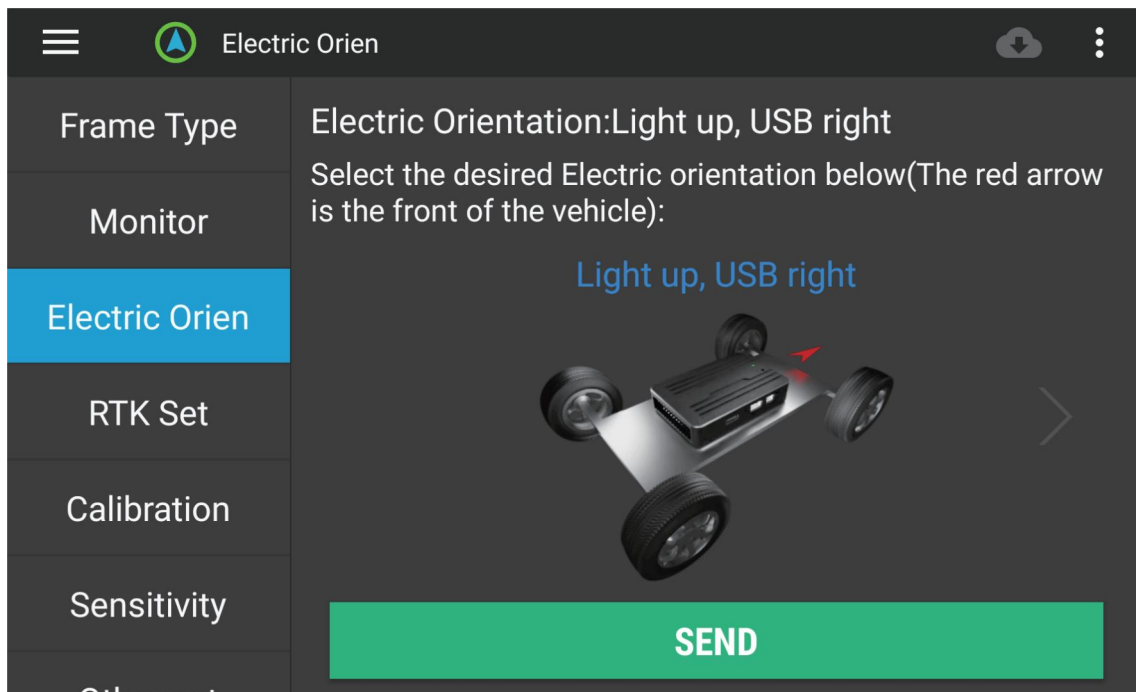 Electric Orien
Frame Type
Monitor
Electric Orien
RTK Set
Calibration
Sensitivity
Electric Orientation:Light up, USB right
Select the desired Electric orientation below(The red arrow
is the front of the vehicle):
Light up, USB right
SEND